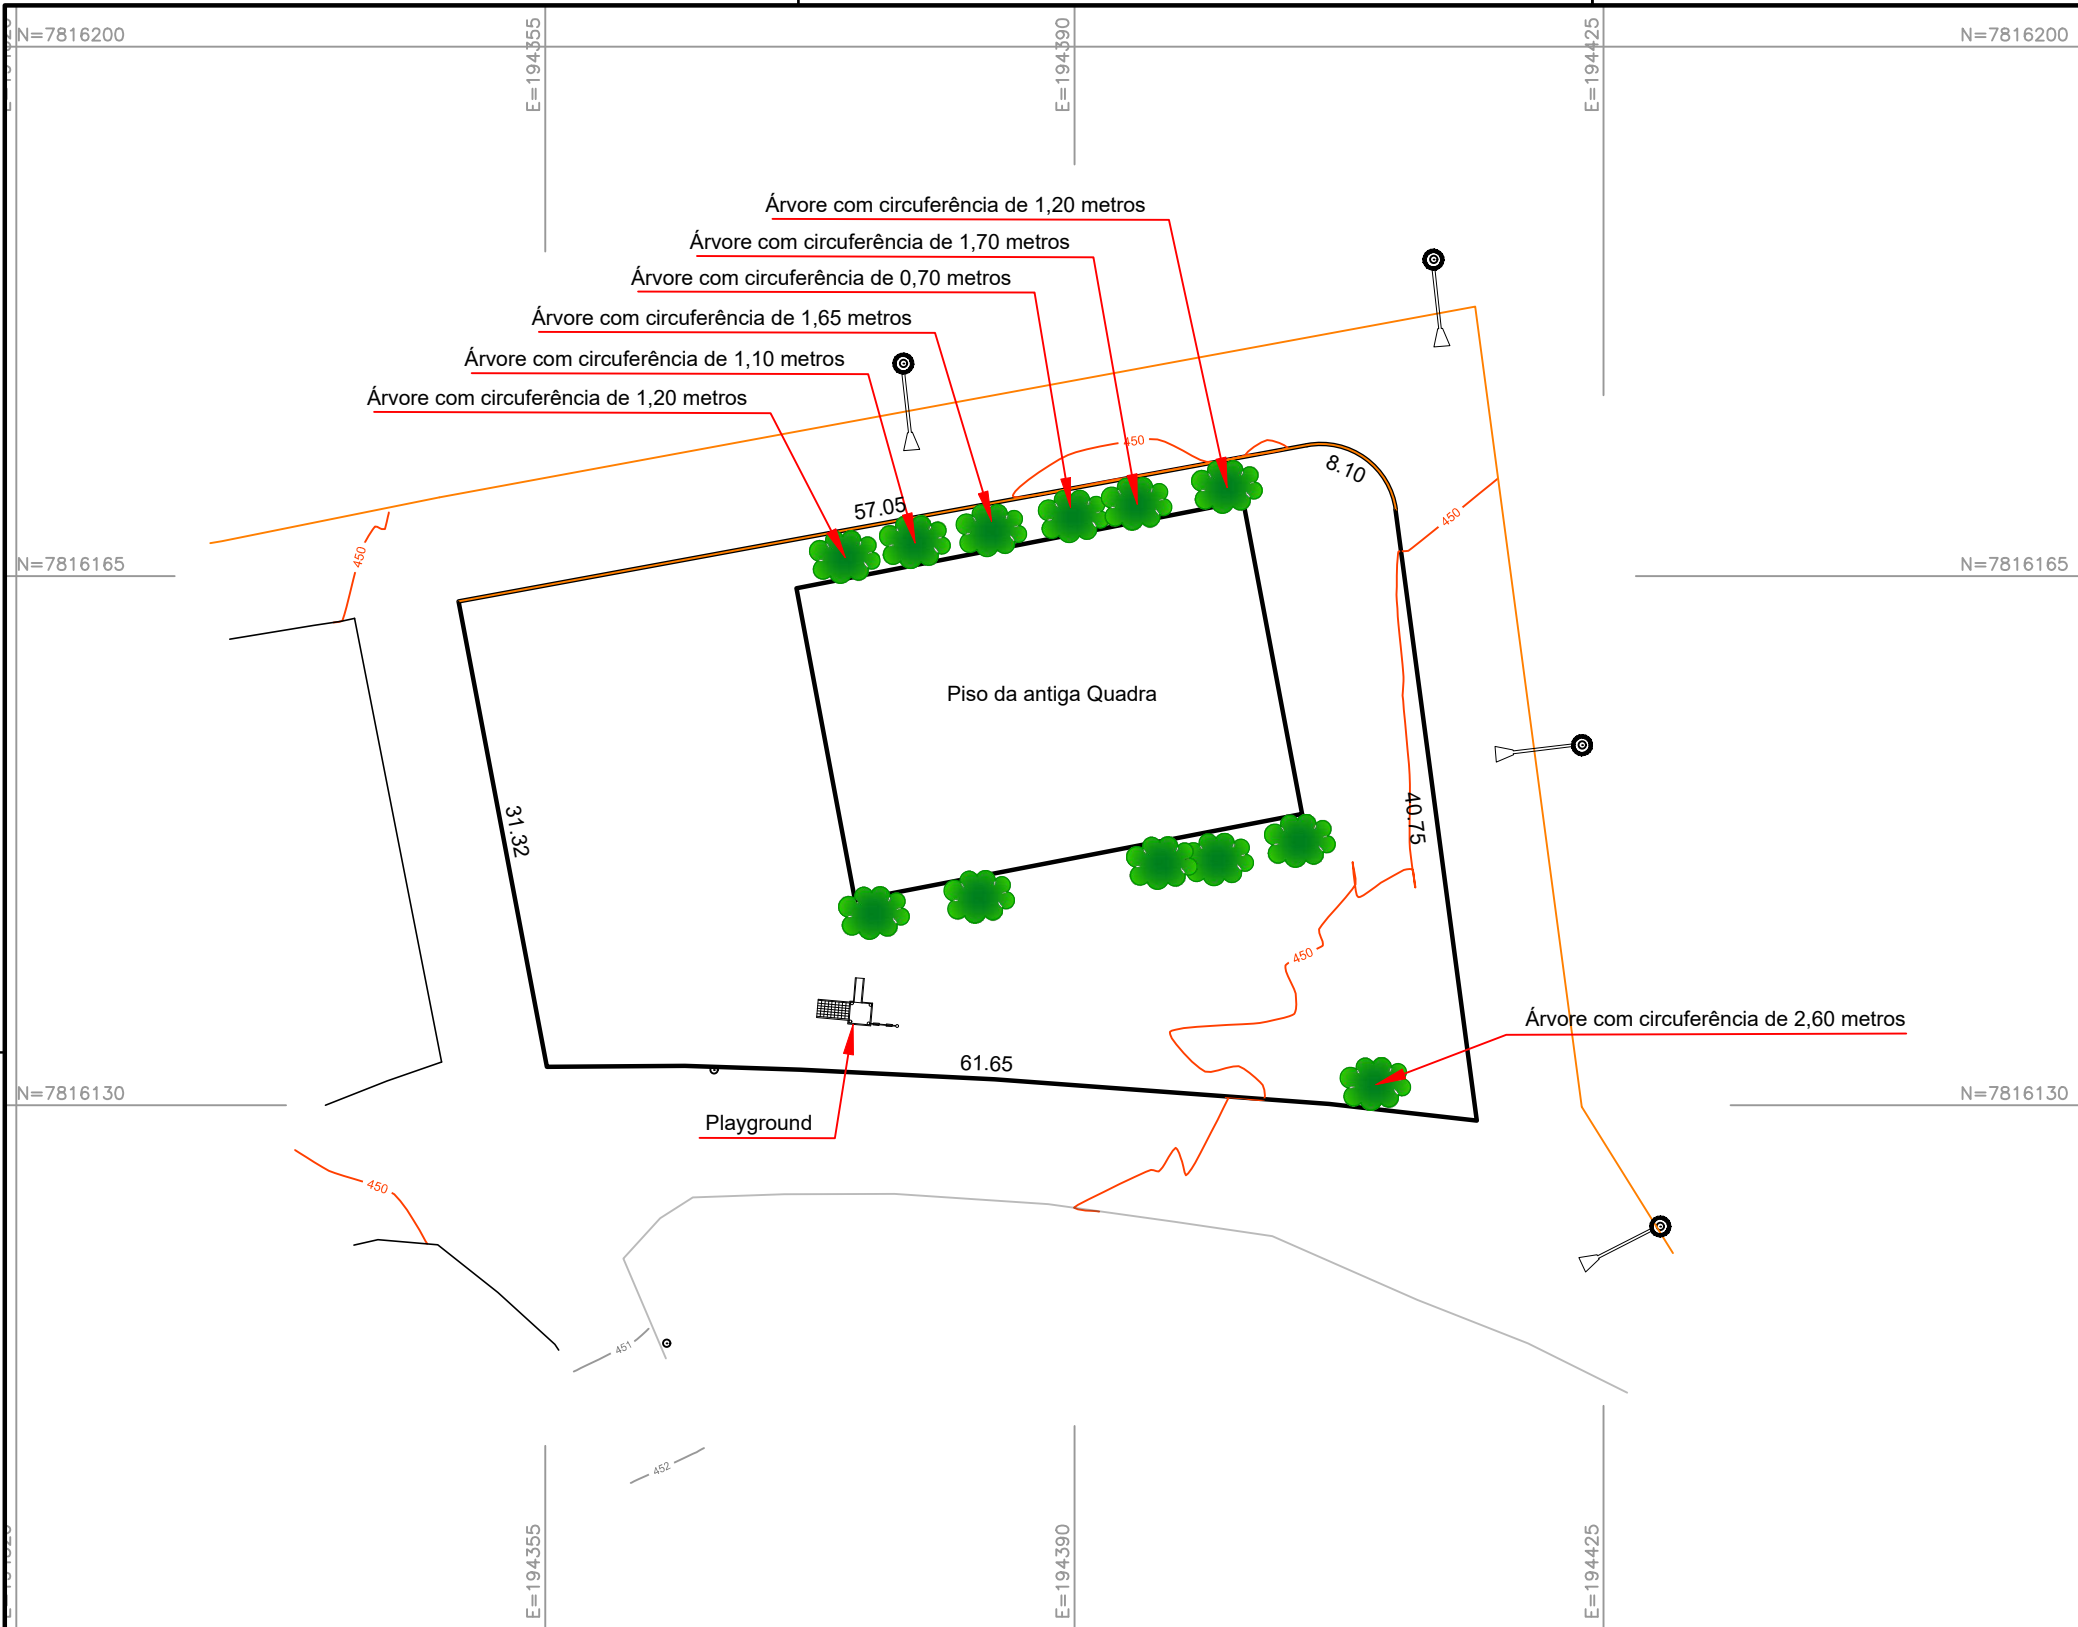 N=7816200
N=7816200
E=194355
E=194390
E=194425
Árvore com circuferência de 1,20 metros
Árvore com circuferência de 1,70 metros
Árvore com circuferência de 0,70 metros
Árvore com circuferência de 1,65 metros
Árvore com circuferência de 1,10 metros
Árvore com circuferência de 1,20 metros
450
8.10
57.05
450
450
N=7816165
N=7816165
Piso da antiga Quadra
31.32
40.75
450
Árvore com circuferência de 2,60 metros
61.65
N=7816130
N=7816130
Playground
450
451
452
E=194355
E=194390
E=194425